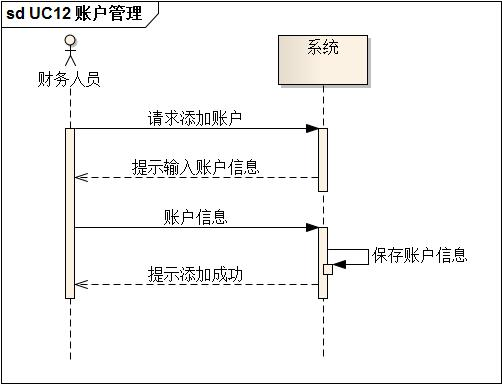 sd UC12 账户管理
财务人员
系统
请求添加账户
提示输入账户信息
账户信息
保存账户信息
提示添加成功